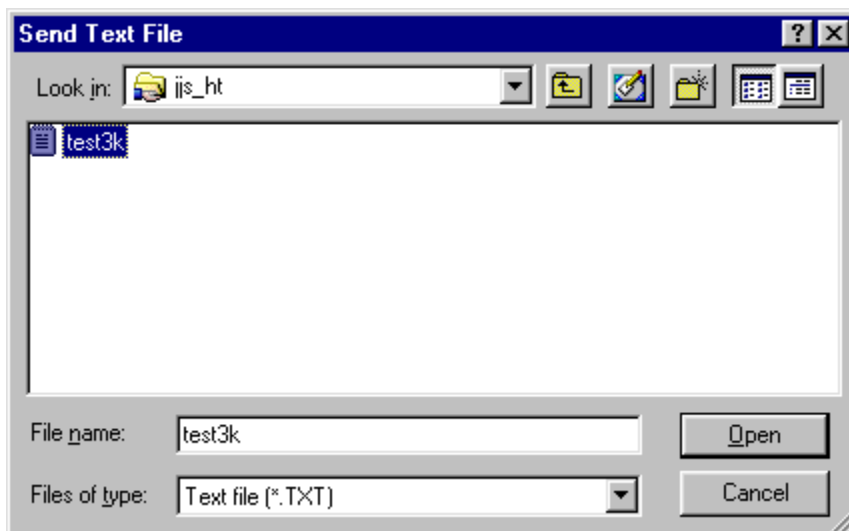 Send Text File
Look in: jjs_ht
test3k
File name: test3k
Open
Files of type: Text file (*.TXT)
Cancel